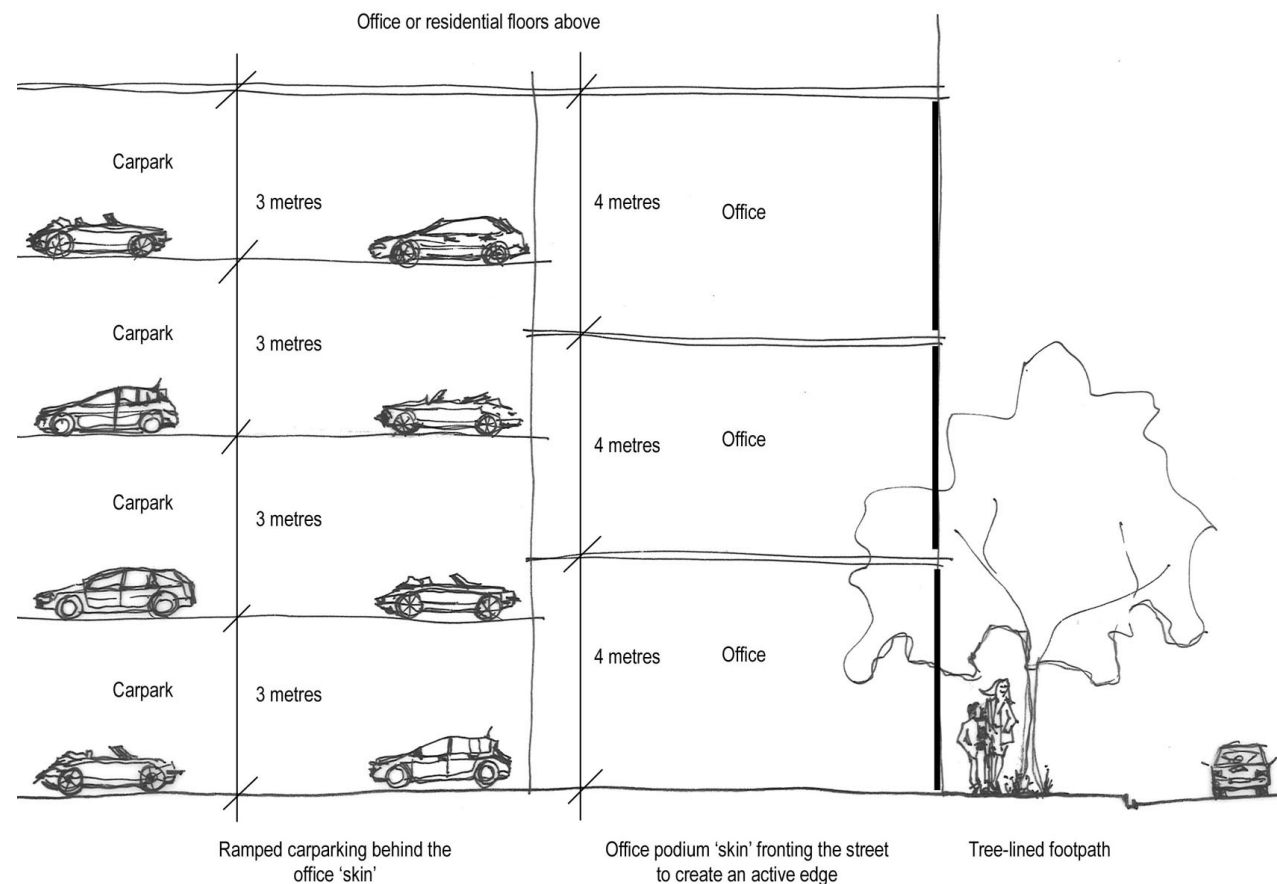 Office or residential floors above
Carpark
3 metres
4 metres
Office
Carpark
3 metres
4 metres
Office
Carpark
3 metres
4 metres
Office
Carpark
3 metres
Ramped carparking behind the
office ‘skin’
Office podium ‘skin’ fronting the street
to create an active edge
Tree-lined footpath